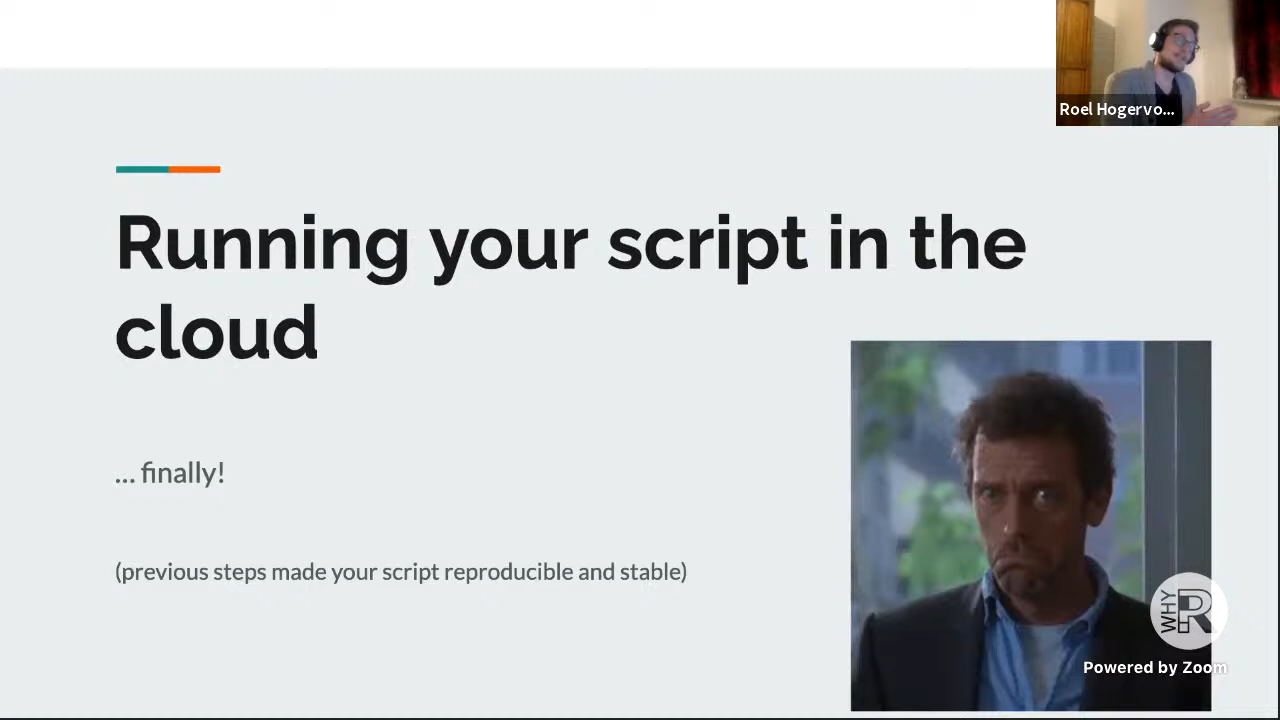 Roel Hogervo...
Running your script in the
cloud
... finally!
(previous steps made your script reproducible and stable)
WHY R?
Powered by Zoom